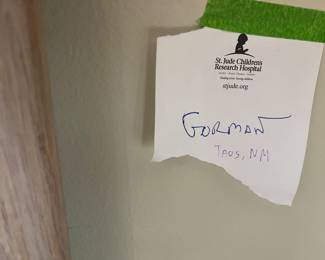 St. Jude Children's
Research Hospital
stjude.org
GORMAN
TAOS, NM